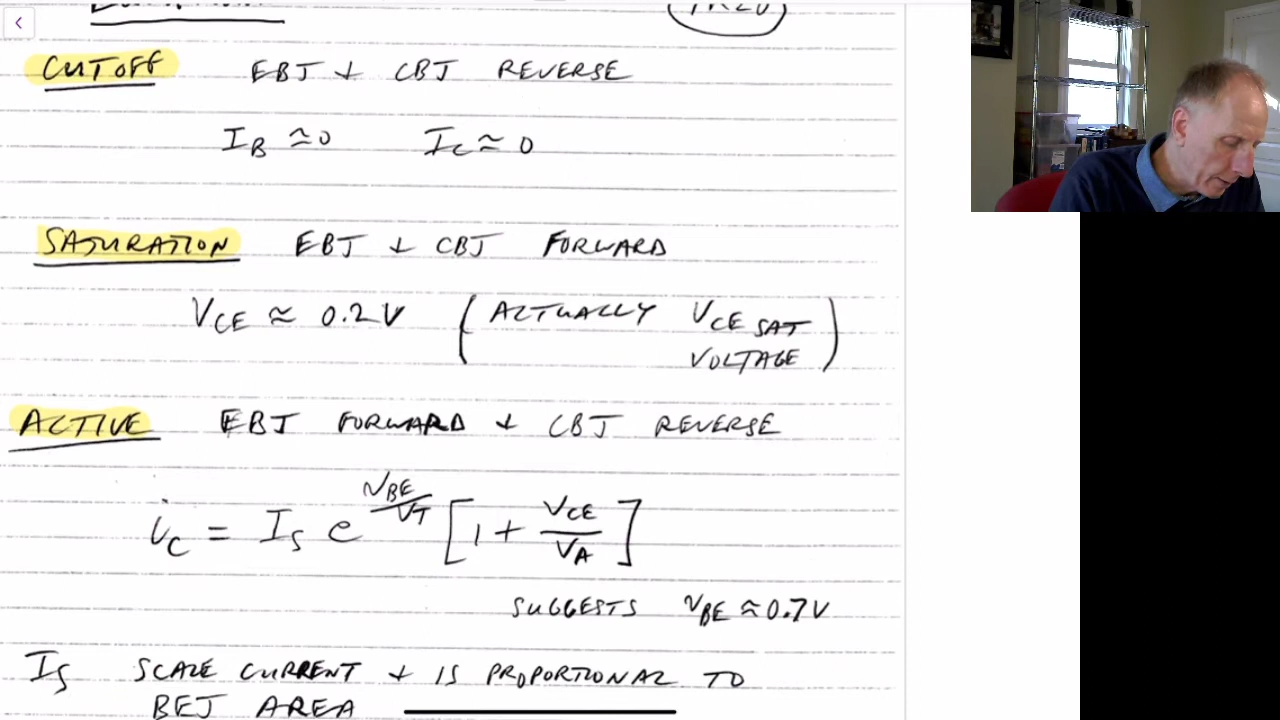 CUTOFF EBJ + CBJ REVERSE
I_B ≈ 0 I_C ≈ 0
SATURATION EBJ + CBJ FORWARD
V_CE ≈ 0.2V (ACTUALLY V_CE SAT
VOLTAGE)
ACTIVE EBJ FORWARD + CBJ REVERSE
i_C = I_S e^(V_BE/V_T) [1 + V_CE/V_A]
SUGGESTS V_BE ≈ 0.7V
I_S SCALE CURRENT + IS PROPORTIONAL TO
BEJ AREA